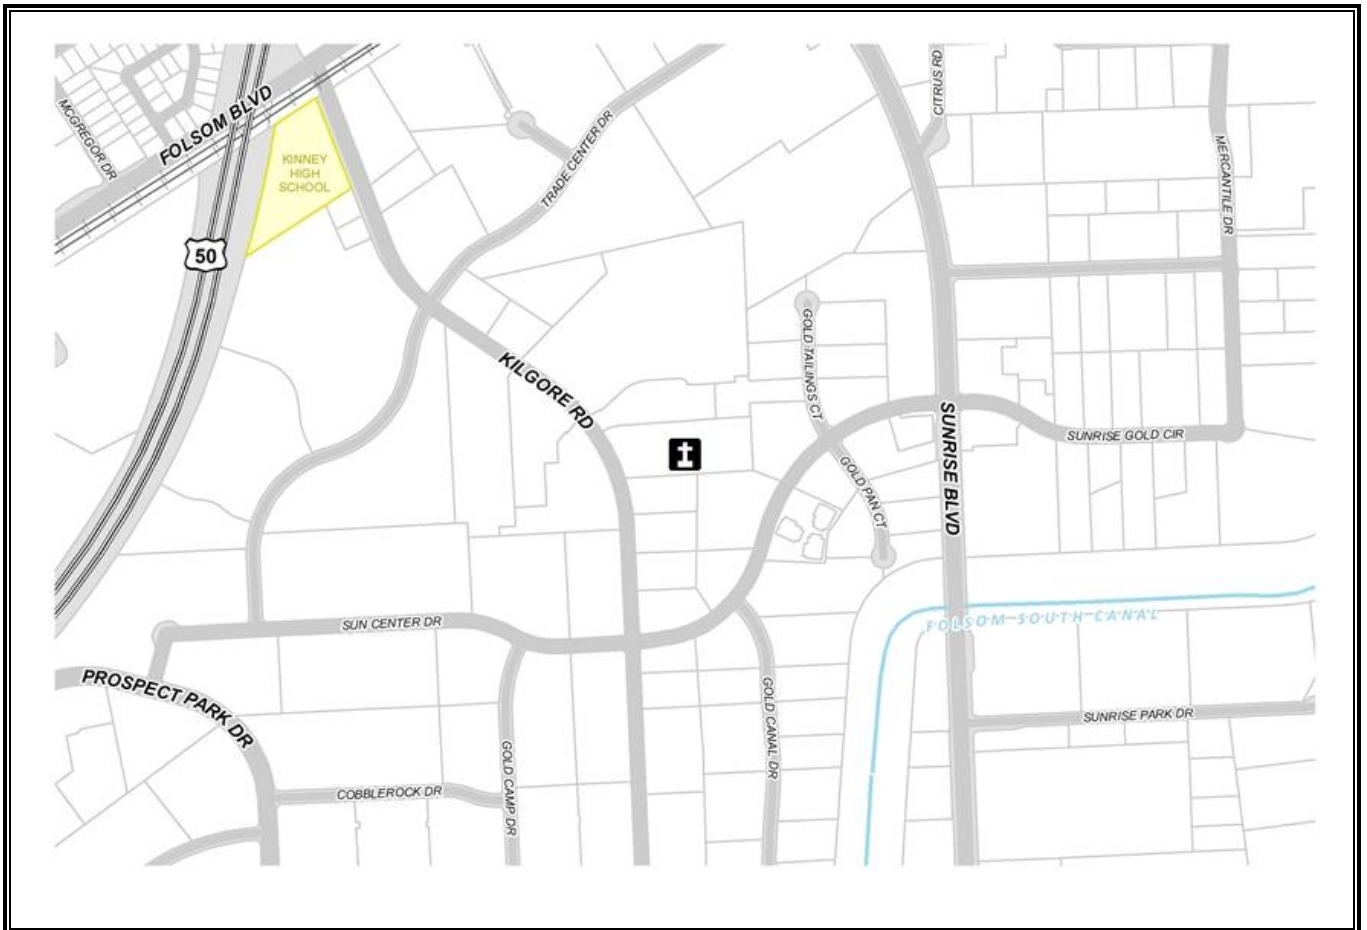 CITRUS RD
MCGREGOR DR
FOLSOM BLVD
TRADE CENTER DR
KINNEY
HIGH
SCHOOL
MERCANTILE DR
50
GOLD TAILINGS CT
KILGORE RD
SUNRISE BLVD
SUNRISE GOLD CIR
GOLD PAN CT
SUN CENTER DR
FOLSOM SOUTH CANAL
PROSPECT PARK DR
GOLD CANAL DR
SUNRISE PARK DR
GOLD CAMP DR
COBBLEROCK DR